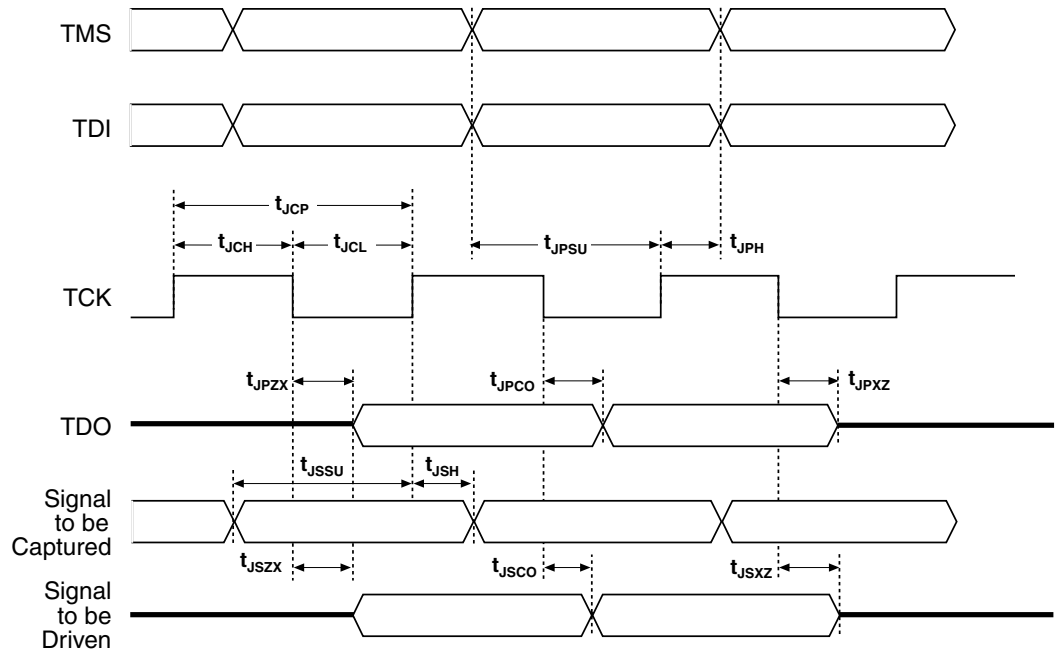 TMS
TDI
tJCP
tJCH
tJCL
tJPSU
tJPH
TCK
tJPZX
tJPCO
tJPXZ
TDO
tJSSU
tJSH
Signal
to be
Captured
tJSZX
tJSCO
tJSXZ
Signal
to be
Driven